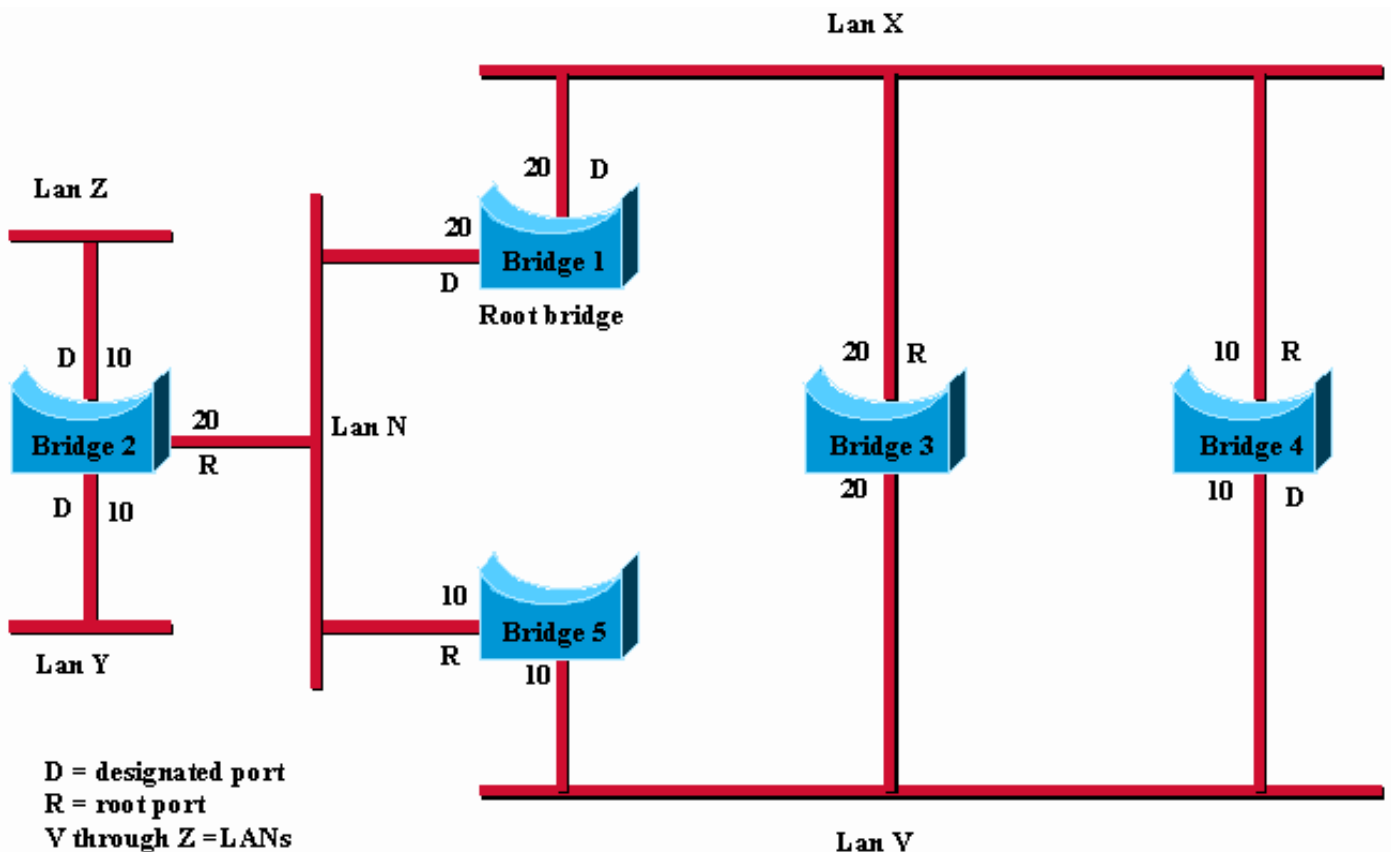 Lan X
20 D
Lan Z
20
Bridge 1
D
Root bridge
D 10
20 R
10 R
20
Lan N
Bridge 2
Bridge 3
Bridge 4
R
D 10
20
10 D
10
Bridge 5
R
10
Lan Y
D = designated port
R = root port
V through Z =LANs
Lan V